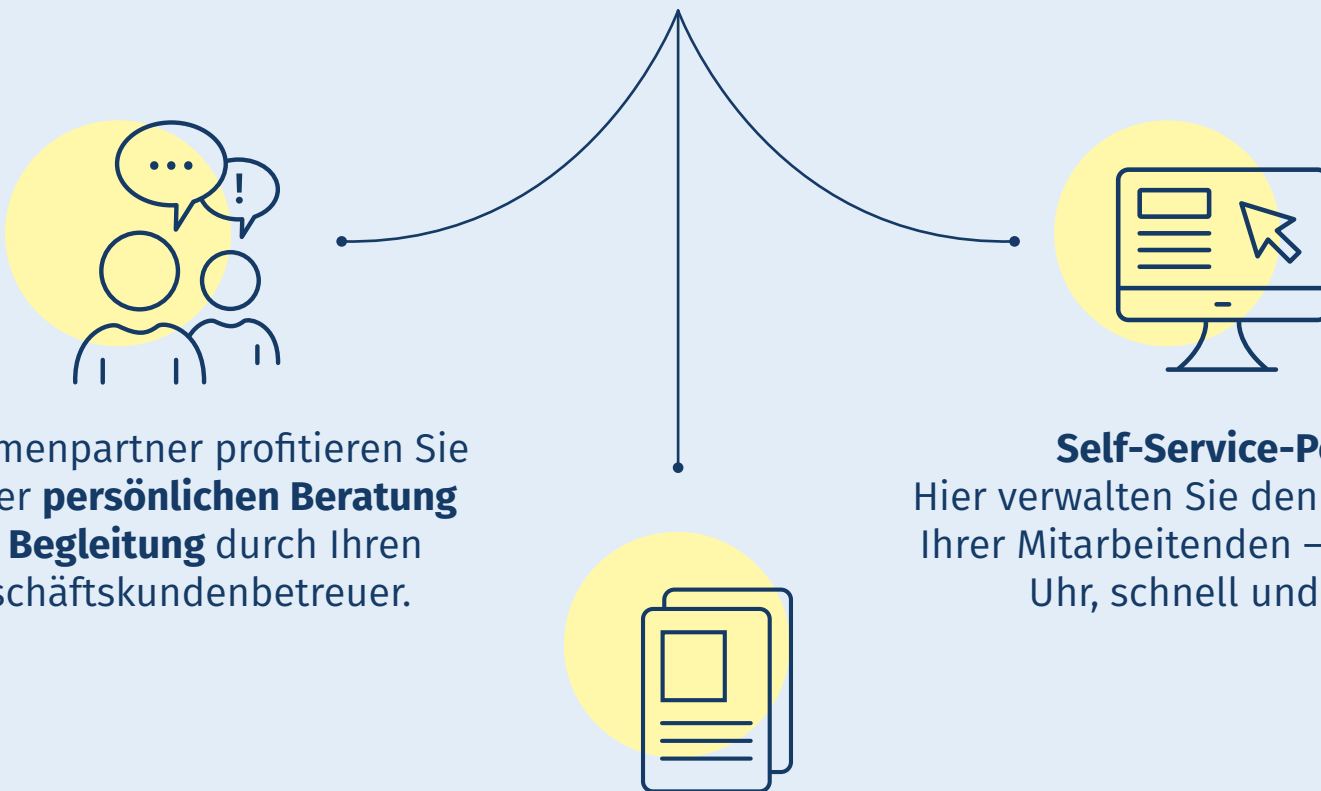 menpartner profitieren Sie
er persönlichen Beratung
Begleitung durch Ihren
schäftskundenbetreuer.
Self-Service-Po
Hier verwalten Sie den
Ihrer Mitarbeitenden –
Uhr, schnell und